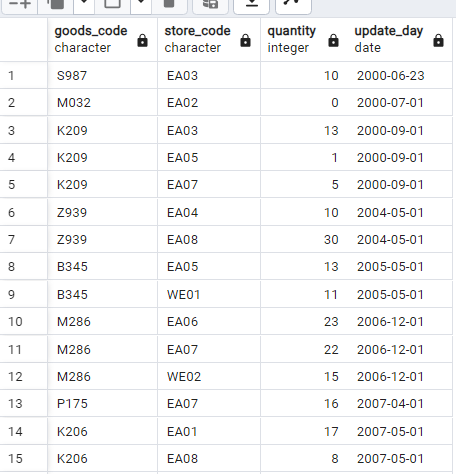 goods_code store_code quantity update_day
character character integer date
1 S987 EA03 10 2000-06-23
2 M032 EA02 0 2000-07-01
3 K209 EA03 13 2000-09-01
4 K209 EA05 1 2000-09-01
5 K209 EA07 5 2000-09-01
6 Z939 EA04 10 2004-05-01
7 Z939 EA08 30 2004-05-01
8 B345 EA05 13 2005-05-01
9 B345 WE01 11 2005-05-01
10 M286 EA06 23 2006-12-01
11 M286 EA07 22 2006-12-01
12 M286 WE02 15 2006-12-01
13 P175 EA07 16 2007-04-01
14 K206 EA01 17 2007-05-01
15 K206 EA08 8 2007-05-01